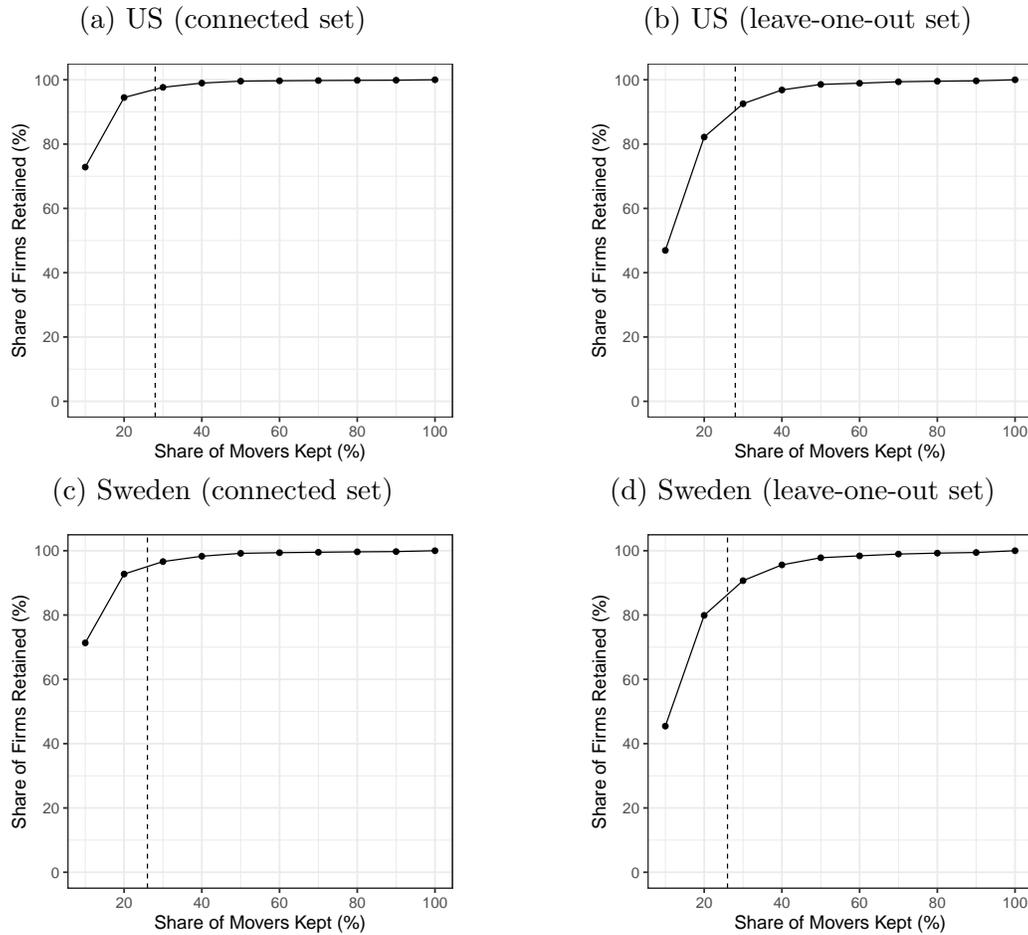 (a) US (connected set)
(b) US (leave-one-out set)
100
80
60
40
20
0
Share of Firms Retained (%)
20 40 60 80 100
Share of Movers Kept (%)
100
80
60
40
20
0
Share of Firms Retained (%)
20 40 60 80 100
Share of Movers Kept (%)
(c) Sweden (connected set)
(d) Sweden (leave-one-out set)
100
80
60
40
20
0
Share of Firms Retained (%)
20 40 60 80 100
Share of Movers Kept (%)
100
80
60
40
20
0
Share of Firms Retained (%)
20 40 60 80 100
Share of Movers Kept (%)